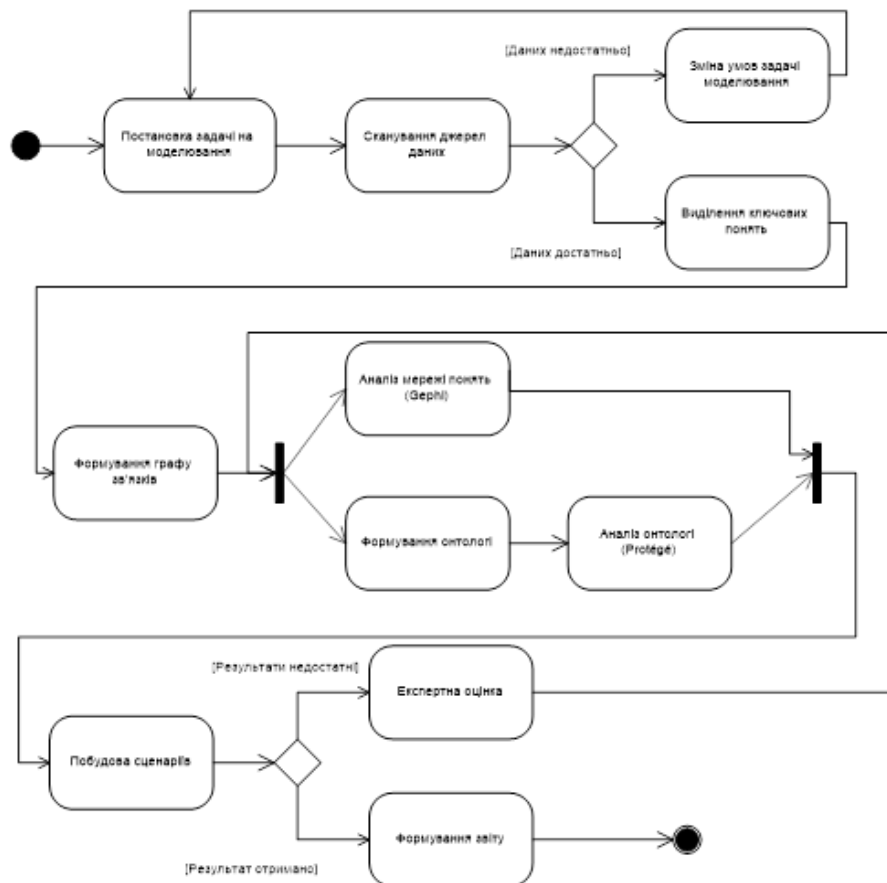 [Даних недостатньо]
Зміна умов задачі
моделювання
Постановка задачі на
моделювання
Сканування джерел
даних
Виділення ключових
понять
[Даних достатньо]
Аналіз мережі понять
(Gephi)
Формування графу
зв'язків
Формування онтологі
Аналіз онтологі
(Protégé)
[Результати недостатні]
Експертна оцінка
Побудова сценаріїв
Формування звіту
[Результат отримано]